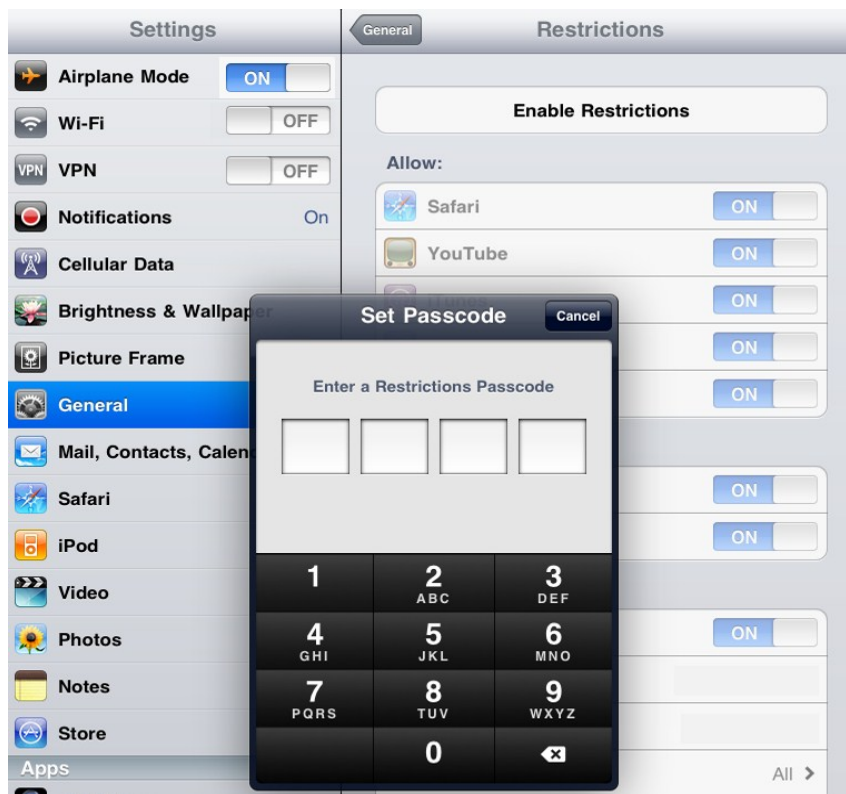 Settings
Airplane Mode ON
Wi-Fi OFF
VPN VPN OFF
Notifications On
Cellular Data
Brightness & Wallpaper
Picture Frame
General
Mail, Contacts, Calen
Safari
iPod
Video
Photos
Notes
Store
Apps
General Restrictions
Enable Restrictions
Allow:
Safari ON
YouTube ON
iTunes ON
ON
ON
ON
ON
ON
All
Set Passcode Cancel
Enter a Restrictions Passcode
1 2 3
ABC DEF
4 5 6
GHI JKL MNO
7 8 9
PQRS TUV WXYZ
0